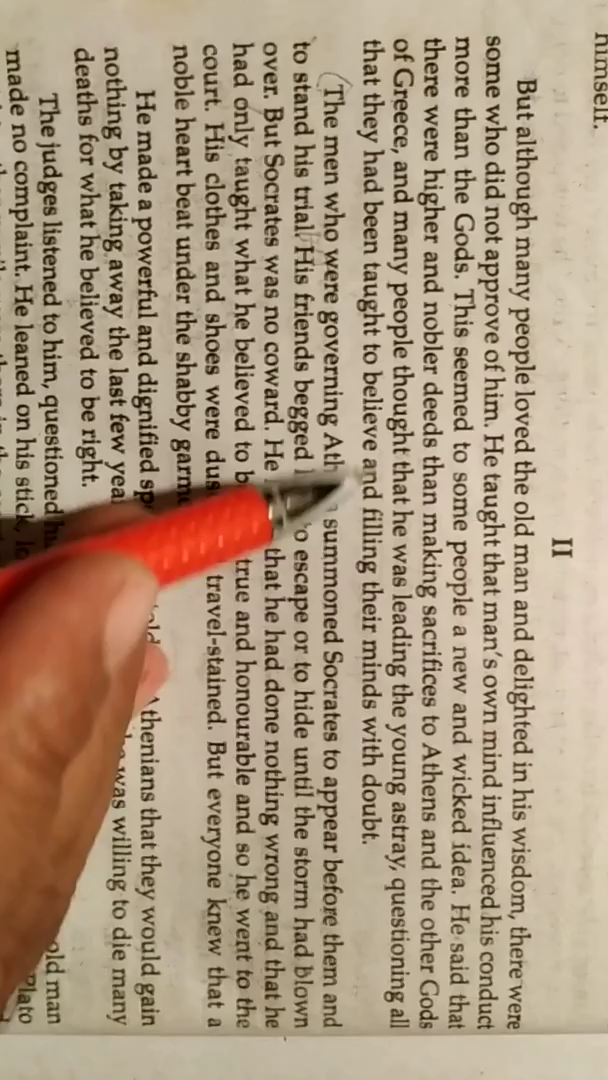 himself.
II
But although many people loved the old man and delighted in his wisdom, there were
some who did not approve of him. He taught that man's own mind influenced his conduct
more than the Gods. This seemed to some people a new and wicked idea. He said that
there were higher and nobler deeds than making sacrifices to Athens and the other Gods
of Greece, and many people thought that he was leading the young astray, questioning all
that they had been taught to believe and filling their minds with doubt.
(The men who were governing Ath summoned Socrates to appear before them and
to stand his trial. His friends begged to escape or to hide until the storm had blown
over. But Socrates was no coward. He that he had done nothing wrong and that he
had only taught what he believed to b true and honourable and so he went to the
court. His clothes and shoes were dus travel-stained. But everyone knew that a
noble heart beat under the shabby garm
He made a powerful and dignified sp Athenians that they would gain
nothing by taking away the last few yea was willing to die many
deaths for what he believed to be right.
The judges listened to him, questioned old man
made no complaint. He leaned on his stick, Plato